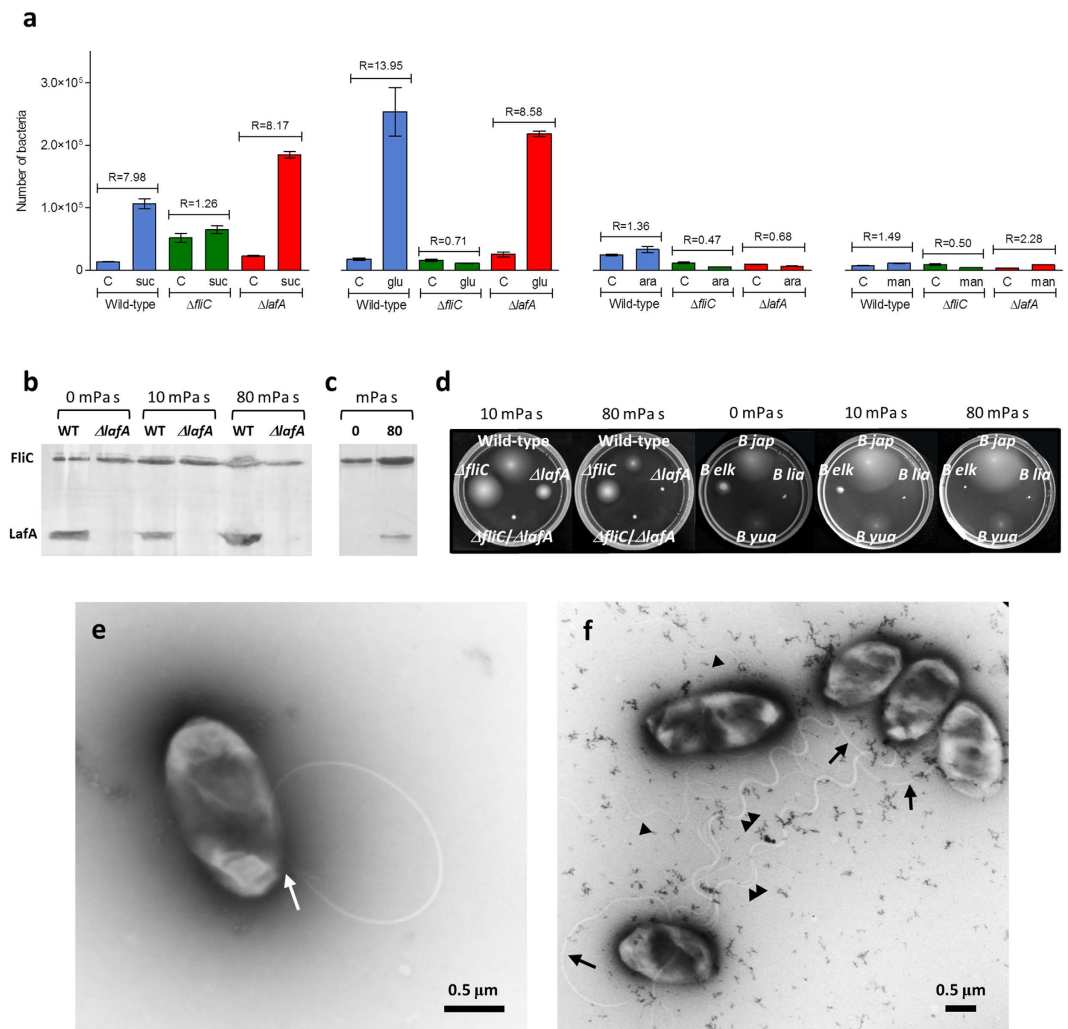 a
Number of bacteria
3.0×10⁵
2.0×10⁵
1.0×10⁵
0
R=7.98 R=1.26 R=8.17
C suc C suc C suc
Wild-type ΔfliC ΔlafA
R=13.95 R=0.71 R=8.58
C glu C glu C glu
Wild-type ΔfliC ΔlafA
R=1.36 R=0.47 R=0.68
C ara C ara C ara
Wild-type ΔfliC ΔlafA
R=1.49 R=0.50 R=2.28
C man C man C man
Wild-type ΔfliC ΔlafA
b
0 mPa s 10 mPa s 80 mPa s
WT ΔlafA WT ΔlafA WT ΔlafA
FliC
LafA
c
mPa s
0 80
d
10 mPa s 80 mPa s 0 mPa s 10 mPa s 80 mPa s
Wild-type Wild-type B jap B jap B jap
ΔfliC ΔlafA ΔfliC ΔlafA B elk B lia B elk B lia B elk B lia
ΔfliC/ΔlafA ΔfliC/ΔlafA B yua B yua B yua
e
0.5 μm
f
0.5 μm